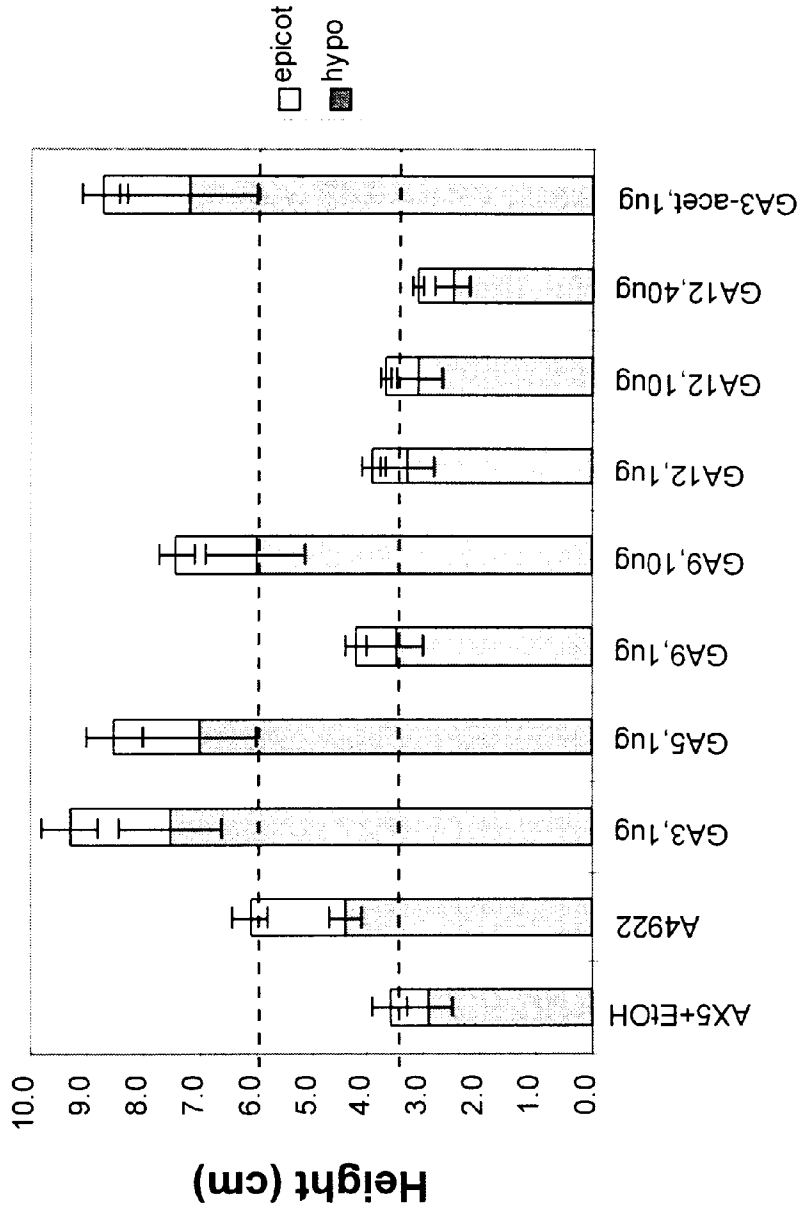 Height (cm)
10.0
9.0
8.0
7.0
6.0
5.0
4.0
3.0
2.0
1.0
0.0
AX5+EtOH
A4922
GA3,1ug
GA5,1ug
GA9,1ug
GA9,10ug
GA12,1ug
GA12,10ug
GA12,40ug
GA3-acet,1ug
epicot
hypo